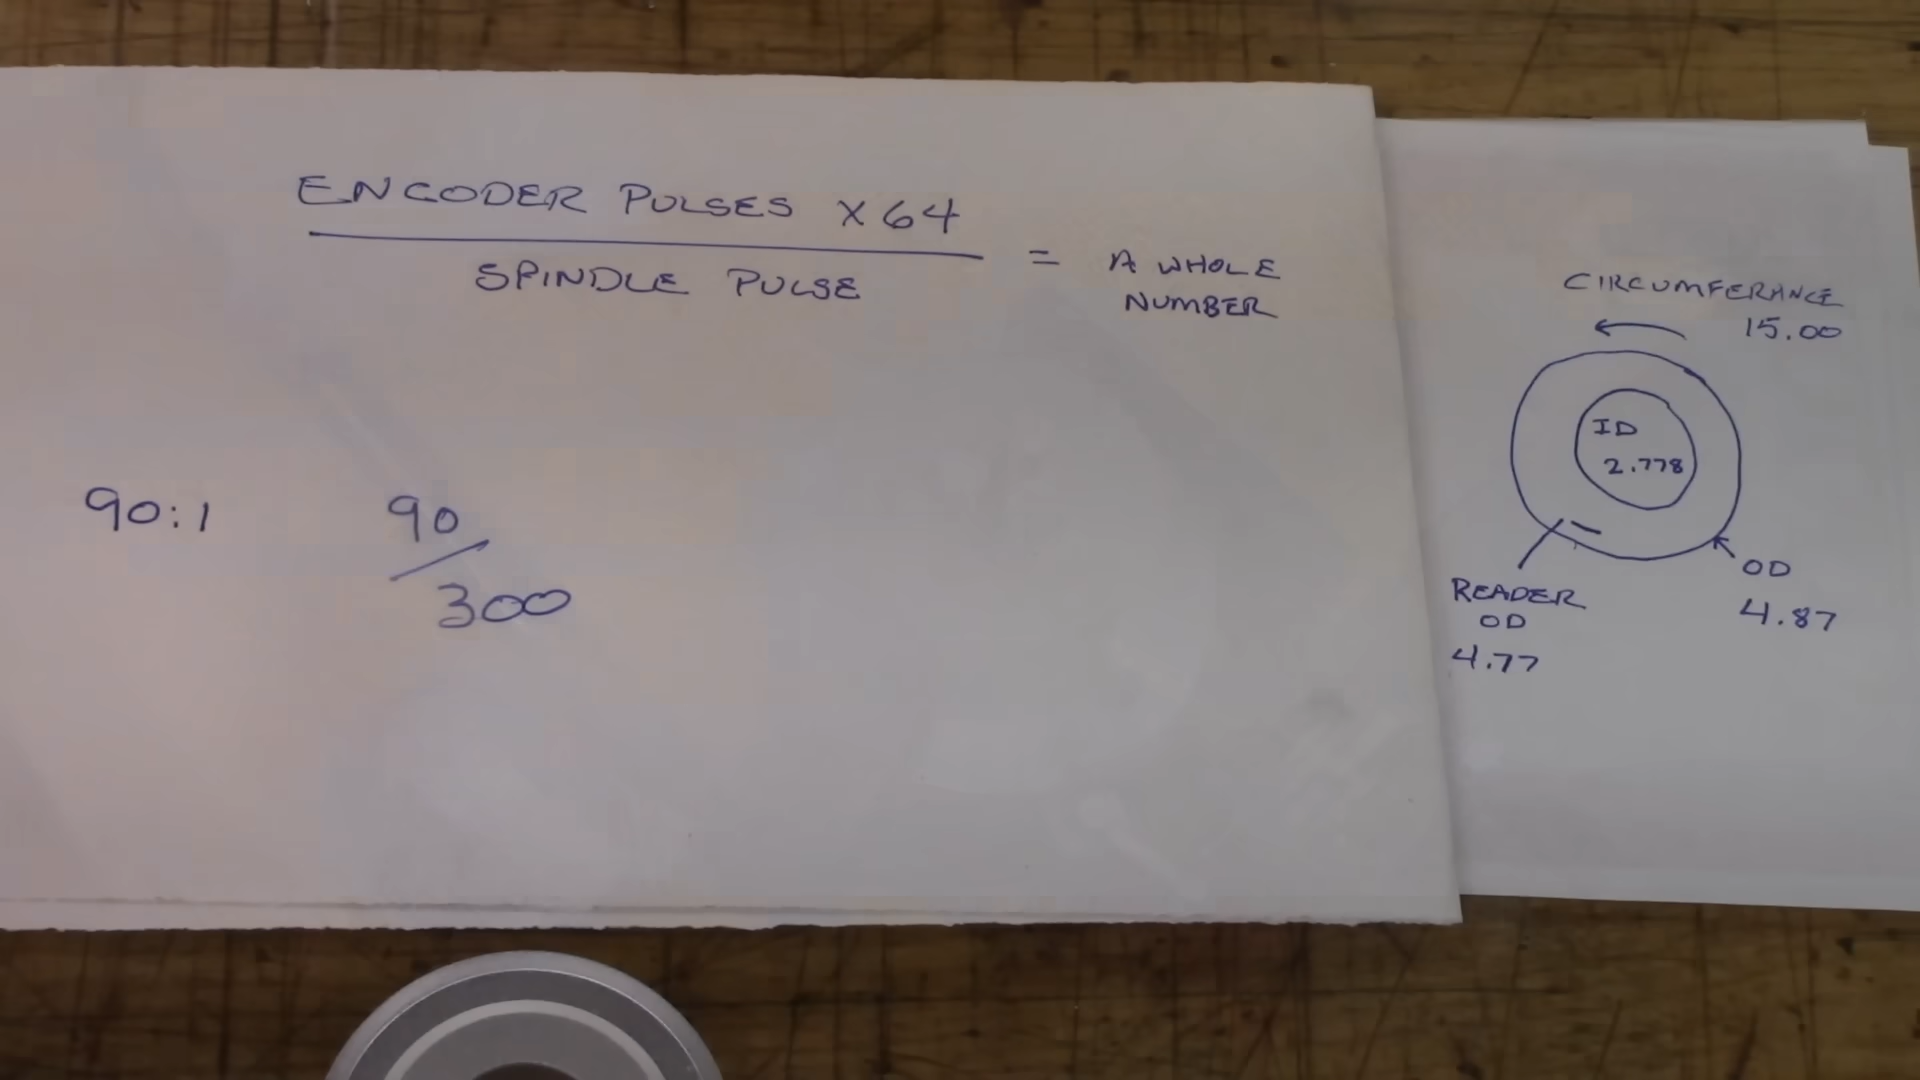 ENCODER PULSES X 64
SPINDLE PULSE
= A WHOLE
NUMBER
90:1
90
/
300
CIRCUMFERANCE
15.00
ID
2.778
OD
4.87
READER
OD
4.77